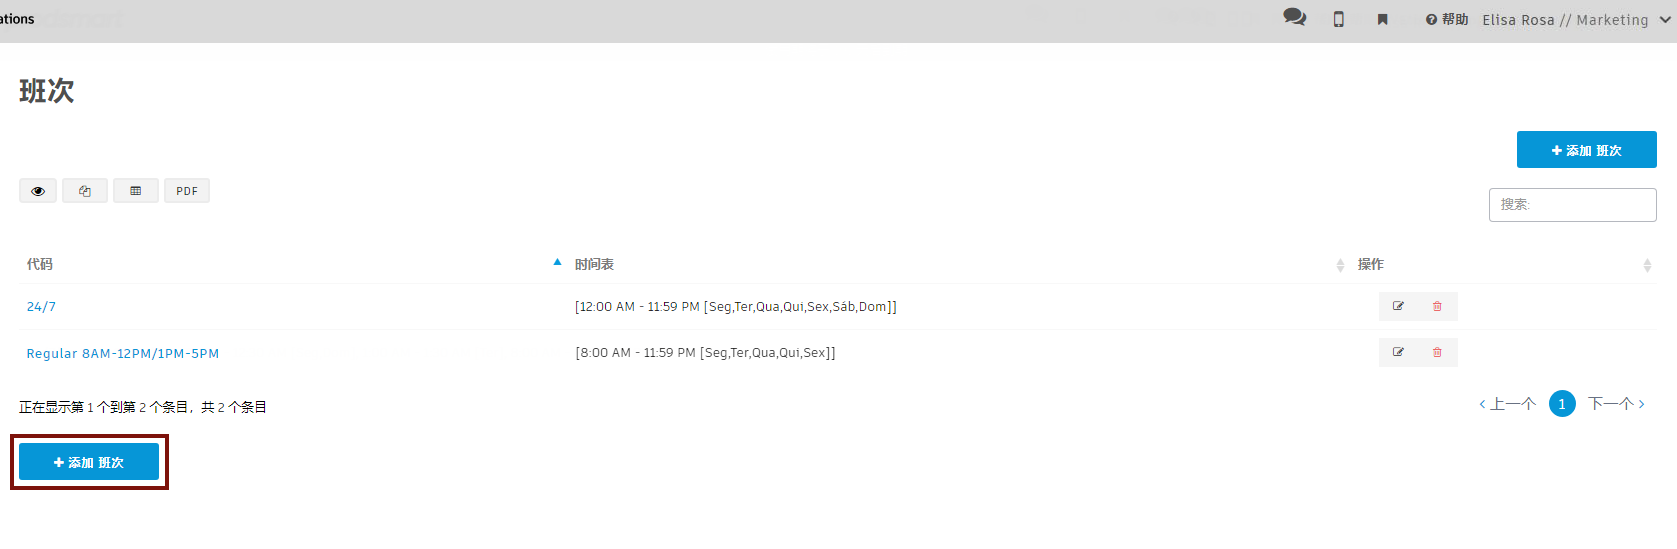 ations
帮助 Elisa Rosa // Marketing
班次
+ 添加 班次
PDF
搜索:
代码 时间表 操作
24/7 [12:00 AM - 11:59 PM [Seg,Ter,Qua,Qui,Sex,Sáb,Dom]]
Regular 8AM-12PM/1PM-5PM [8:00 AM - 11:59 PM [Seg,Ter,Qua,Qui,Sex]]
正在显示第 1 个到第 2 个条目，共 2 个条目
‹ 上一个 1 下一个 ›
+ 添加 班次